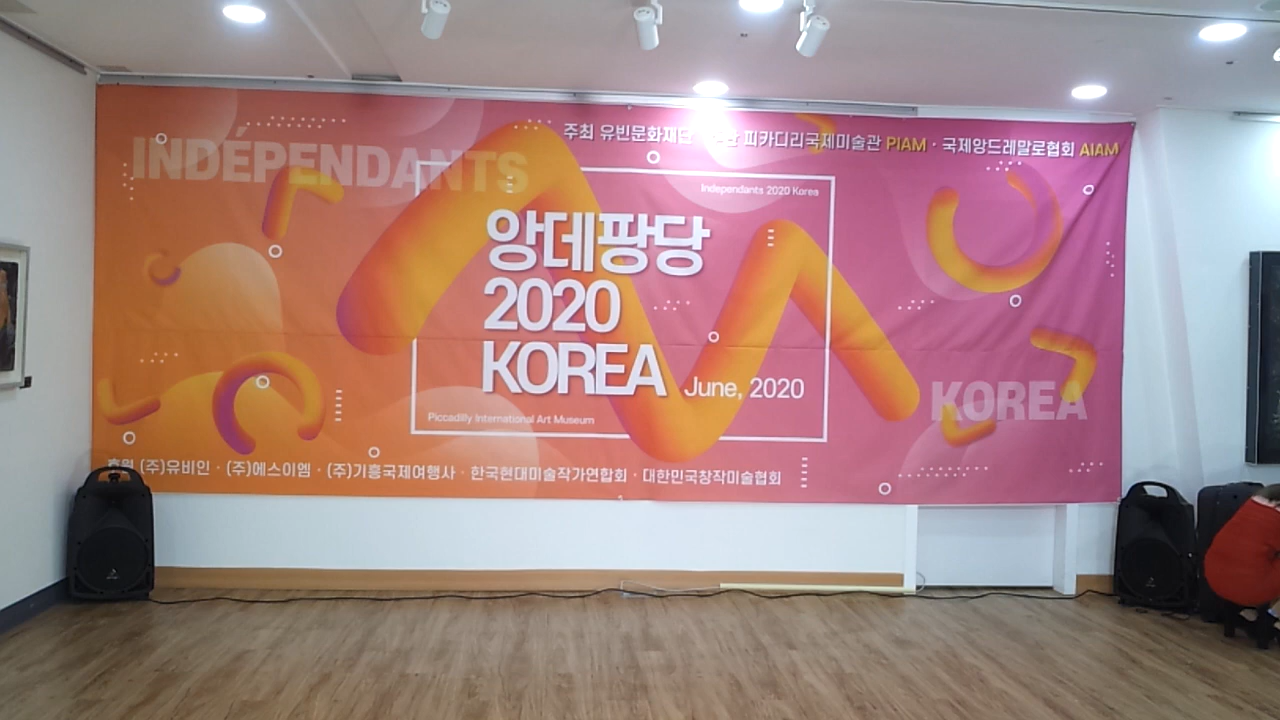 INDÉPENDANTS
주최 유빈문화재단 · 주관 피카디리국제미술관 PIAM · 국제앙드레말로협회 AIAM
Independants 2020 Korea
앙데팡당
2020
KOREA June, 2020
Piccadilly International Art Museum
KOREA
후원 (주)유비인 · (주)에스이엠 · (주)기흥국제여행사 · 한국현대미술작가연합회 · 대한민국창작미술협회